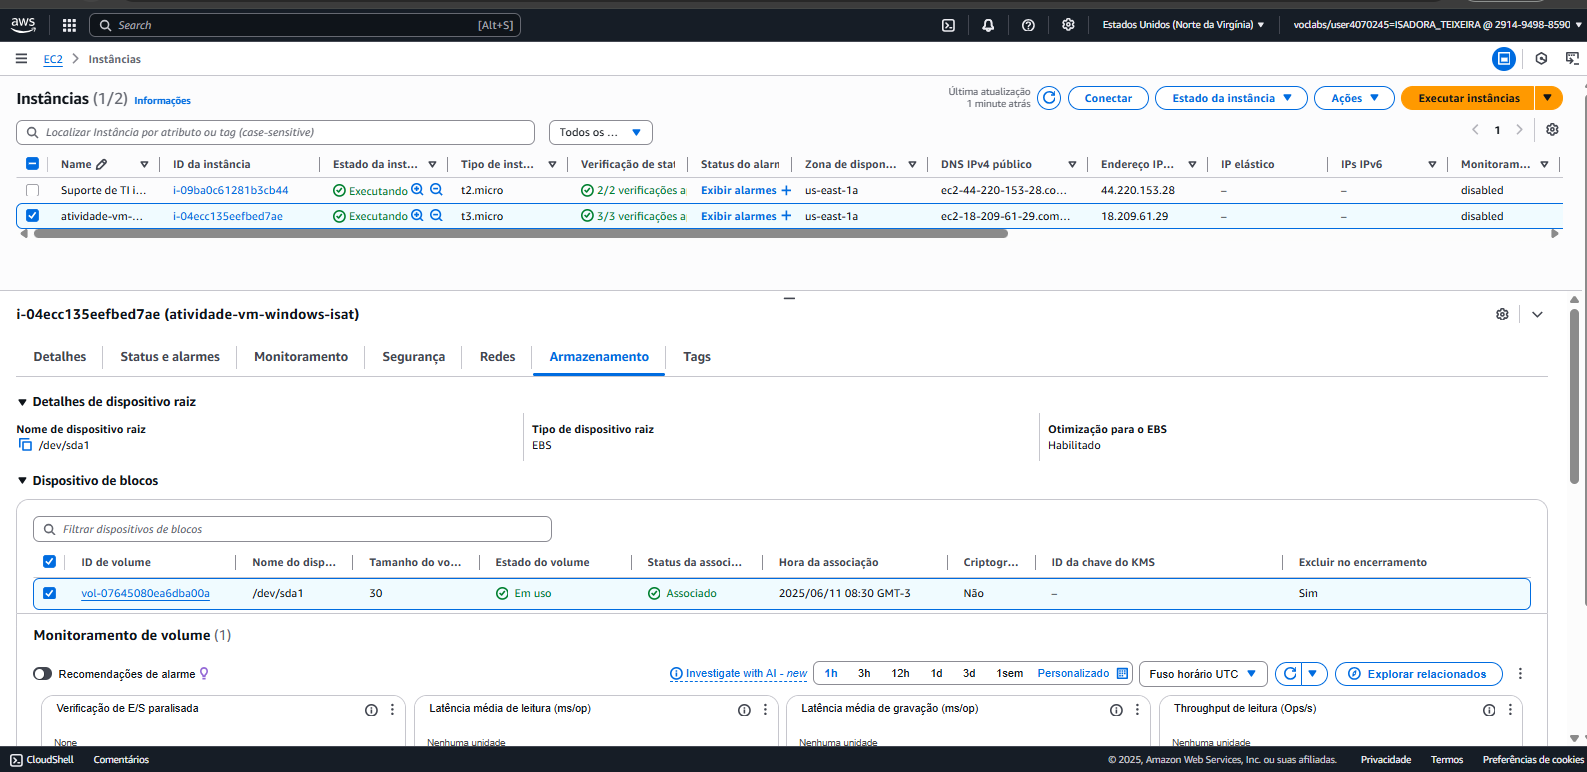 aws
Search [Alt+S]
Estados Unidos (Norte da Virgínia)
voclabs/user4070245=ISADORA_TEIXEIRA @ 2914-9498-8590
EC2 Instâncias
Instâncias (1/2) Informações
Última atualização
1 minute atrás
Conectar Estado da instância Ações Executar instâncias
Localizar Instância por atributo ou tag (case-sensitive) Todos os ...
1
Name ID da instância Estado da inst... Tipo de inst... Verificação de stat Status do alarm Zona de dispon... DNS IPv4 público Endereço IP... IP elástico IPs IPv6 Monitoram...
Suporte de TI i... i-09ba0c61281b3cb44 Executando t2.micro 2/2 verificações a Exibir alarmes + us-east-1a ec2-44-220-153-28.co... 44.220.153.28 – – disabled
atividade-vm-... i-04ecc135eefbed7ae Executando t3.micro 3/3 verificações a Exibir alarmes + us-east-1a ec2-18-209-61-29.com... 18.209.61.29 – – disabled
i-04ecc135eefbed7ae (atividade-vm-windows-isat)
Detalhes Status e alarmes Monitoramento Segurança Redes Armazenamento Tags
Detalhes de dispositivo raiz
Nome de dispositivo raiz Tipo de dispositivo raiz Otimização para o EBS
/dev/sda1 EBS Habilitado
Dispositivo de blocos
Filtrar dispositivos de blocos
ID de volume Nome do disp... Tamanho do vo... Estado do volume Status da associ... Hora da associação Criptogr... ID da chave do KMS Excluir no encerramento
vol-07645080ea6dba00a /dev/sda1 30 Em uso Associado 2025/06/11 08:30 GMT-3 Não – Sim
Monitoramento de volume (1)
Recomendações de alarme Investigate with AI - new 1h 3h 12h 1d 3d 1sem Personalizado Fuso horário UTC Explorar relacionados
Verificação de E/S paralisada Latência média de leitura (ms/op) Latência média de gravação (ms/op) Throughput de leitura (Ops/s)
None Nenhuma unidade Nenhuma unidade Nenhuma unidade
CloudShell Comentários © 2025, Amazon Web Services, Inc. ou suas afiliadas. Privacidade Termos Preferências de cookies